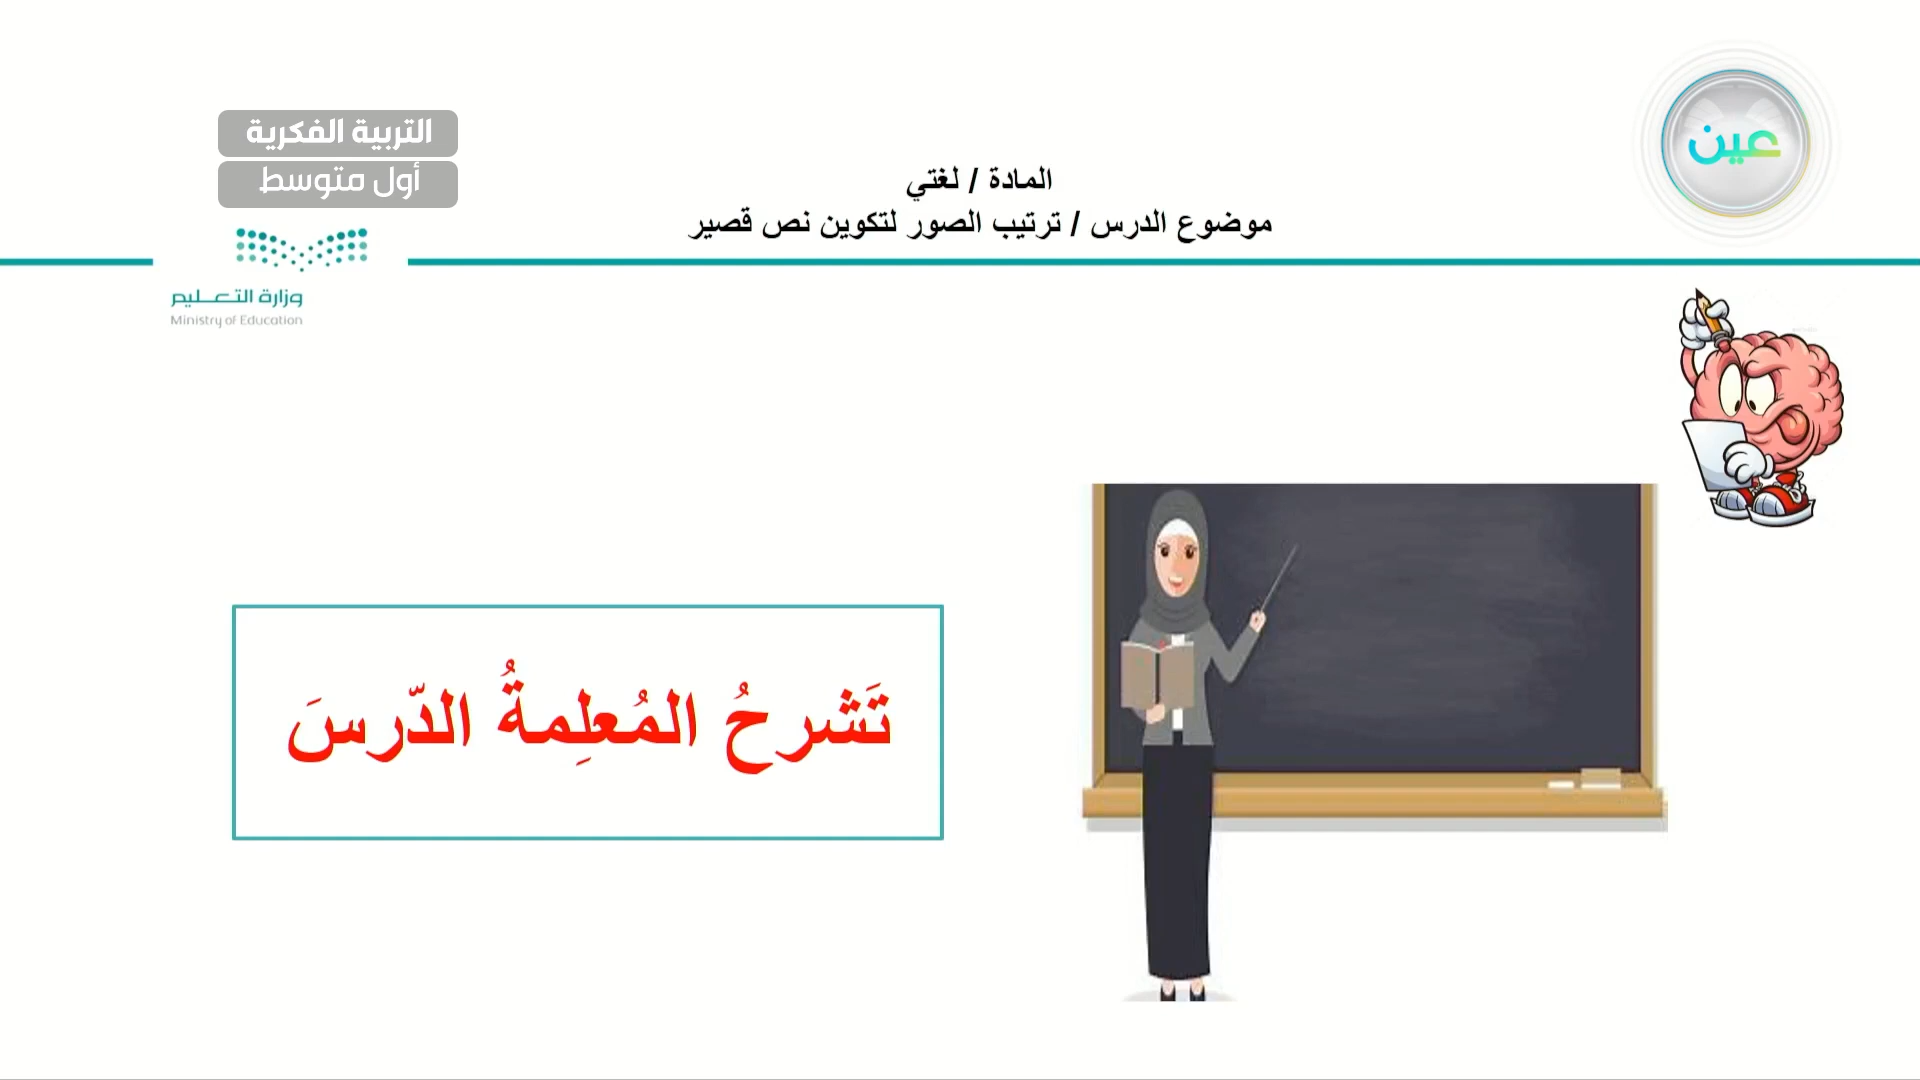 عين
التربية الفكرية
أول متوسط
المادة / لغتي
موضوع الدرس / ترتيب الصور لتكوين نص قصير
وزارة التعـــليم
Ministry of Education
تَشرحُ المُعلِمةُ الدّرسَ